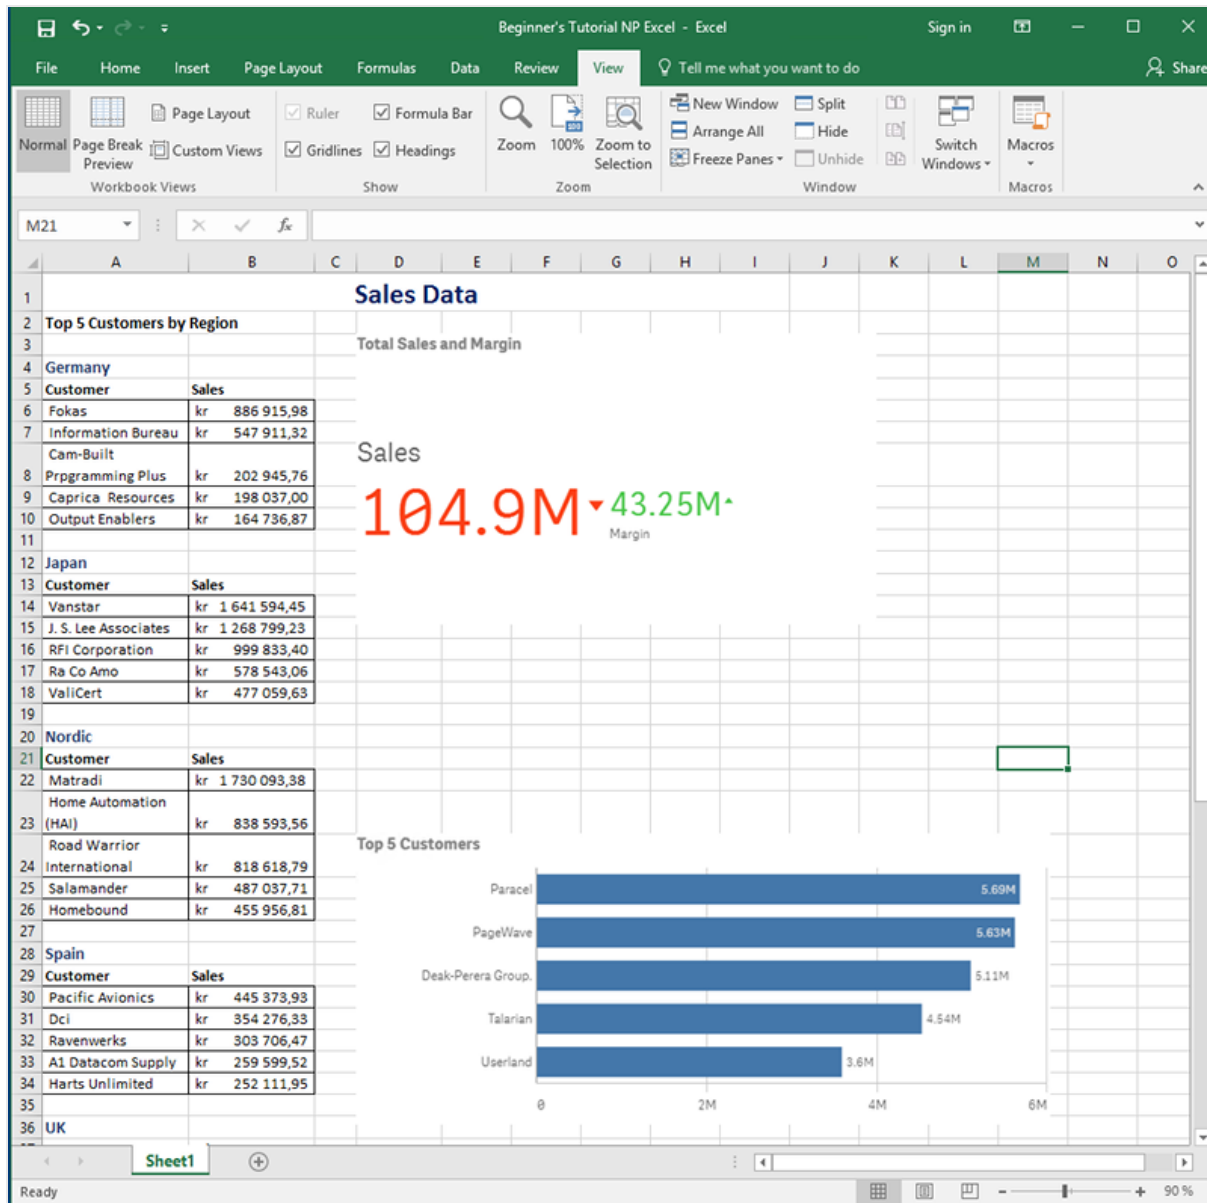 Beginner's Tutorial NP Excel - Excel
Sign in
File Home Insert Page Layout Formulas Data Review View Tell me what you want to do Share
Normal
Page Break Preview
Page Layout
Custom Views
Workbook Views
Ruler
Formula Bar
Gridlines
Headings
Show
Zoom
100%
Zoom to Selection
Zoom
New Window
Arrange All
Freeze Panes
Split
Hide
Unhide
Switch Windows
Window
Macros
Macros
M21
fx
A B C D E F G H I J K L M N O
1 Sales Data
2 Top 5 Customers by Region
3
4 Germany
5 Customer Sales
6 Fokas kr 886 915,98
7 Information Bureau kr 547 911,32
Cam-Built
8 Prpgramming Plus kr 202 945,76
9 Caprica Resources kr 198 037,00
10 Output Enablers kr 164 736,87
11
12 Japan
13 Customer Sales
14 Vanstar kr 1 641 594,45
15 J. S. Lee Associates kr 1 268 799,23
16 RFI Corporation kr 999 833,40
17 Ra Co Amo kr 578 543,06
18 ValiCert kr 477 059,63
19
20 Nordic
21 Customer Sales
22 Matradi kr 1 730 093,38
Home Automation
23 (HAI) kr 838 593,56
Road Warrior
24 International kr 818 618,79
25 Salamander kr 487 037,71
26 Homebound kr 455 956,81
27
28 Spain
29 Customer Sales
30 Pacific Avionics kr 445 373,93
31 Dci kr 354 276,33
32 Ravenwerks kr 303 706,47
33 A1 Datacom Supply kr 259 599,52
34 Harts Unlimited kr 252 111,95
35
36 UK
Total Sales and Margin
Sales
104.9M 43.25M
Margin
Top 5 Customers
Paracel 5.69M
PageWave 5.63M
Deak-Perera Group. 5.11M
Talarian 4.54M
Userland 3.6M
0 2M 4M 6M
Sheet1
Ready
90 %